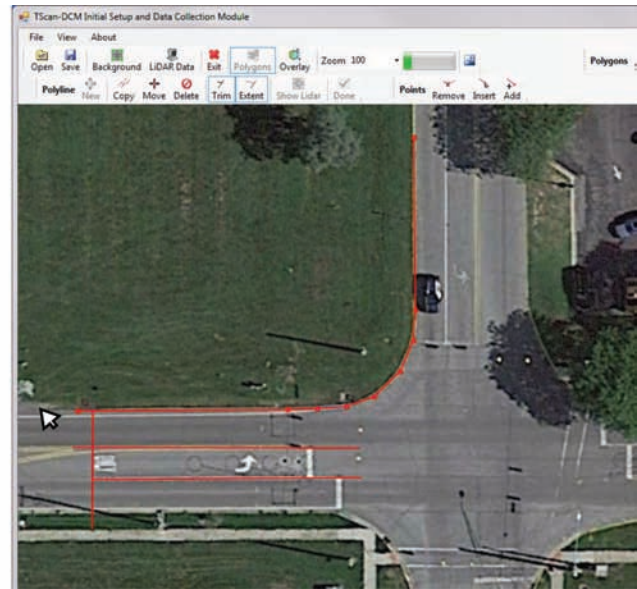 TScan-DCM Initial Setup and Data Collection Module
File View About
Open Save Background LiDAR Data Exit Polygons Overlay Zoom 100 Polygons
Polyline New Copy Move Delete Trim Extent Show Lidar Done Points Remove Insert Add